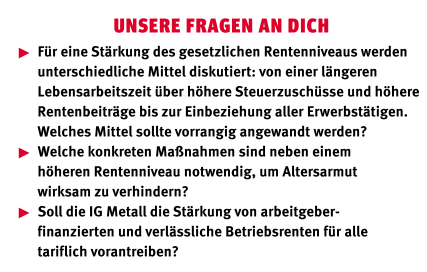 UNSERE FRAGEN AN DICH
▶ Für eine Stärkung des gesetzlichen Rentenniveaus werden
unterschiedliche Mittel diskutiert: von einer längeren
Lebensarbeitszeit über höhere Steuerzuschüsse und höhere
Rentenbeiträge bis zur Einbeziehung aller Erwerbstätigen.
Welches Mittel sollte vorrangig angewandt werden?
▶ Welche konkreten Maßnahmen sind neben einem
höheren Rentenniveau notwendig, um Altersarmut
wirksam zu verhindern?
▶ Soll die IG Metall die Stärkung von arbeitgeber-
finanzierten und verlässliche Betriebsrenten für alle
tariflich vorantreiben?